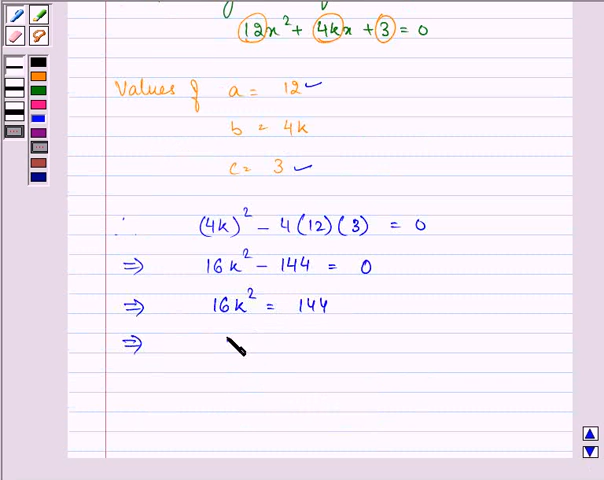 12x² + 4kx + 3 = 0
Values of a = 12 ✓
b = 4k
c = 3 ✓
∴ (4k)² - 4(12)(3) = 0
⇒ 16k² - 144 = 0
⇒ 16k² = 144
⇒